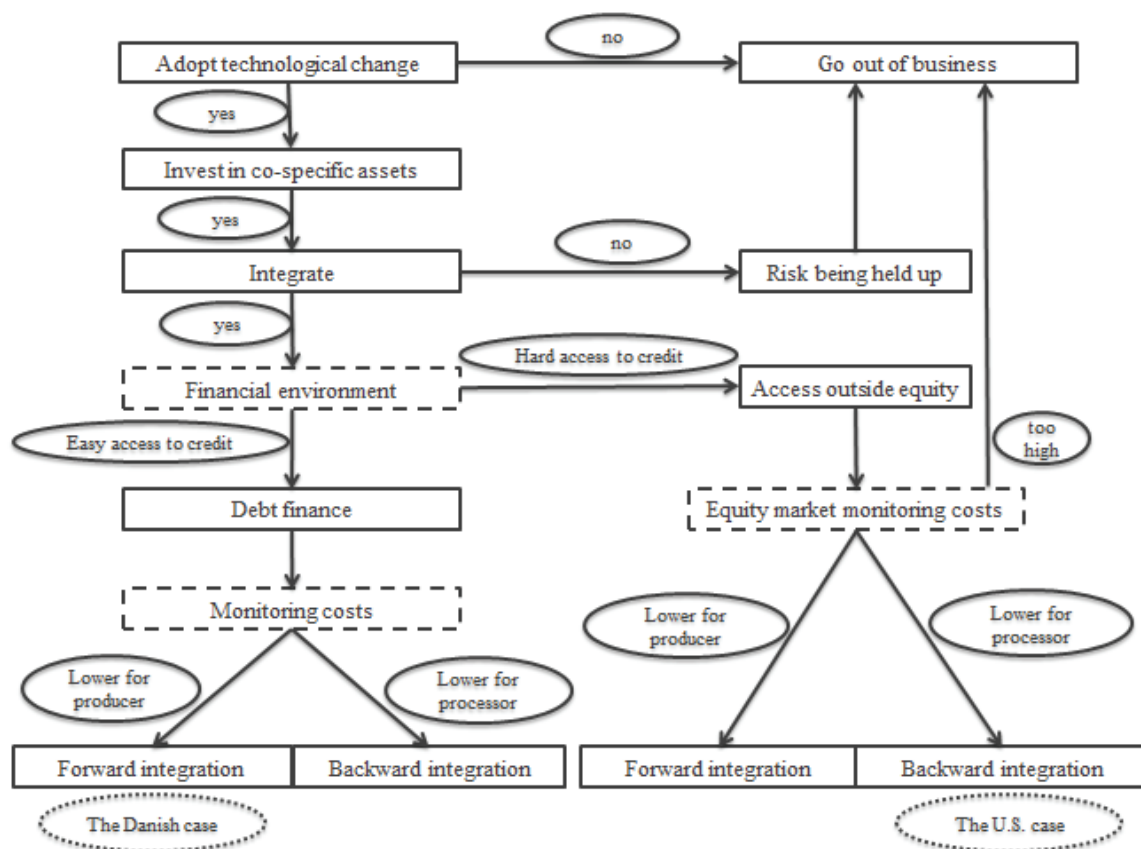 no
Adopt technological change
Go out of business
yes
Invest in co-specific assets
yes
no
Integrate
Risk being held up
yes
Hard access to credit
Financial environment
Access outside equity
Easy access to credit
too
high
Debt finance
Equity market monitoring costs
Monitoring costs
Lower for
producer
Lower for
processor
Lower for
producer
Lower for
processor
Forward integration
Backward integration
Forward integration
Backward integration
The Danish case
The U.S. case